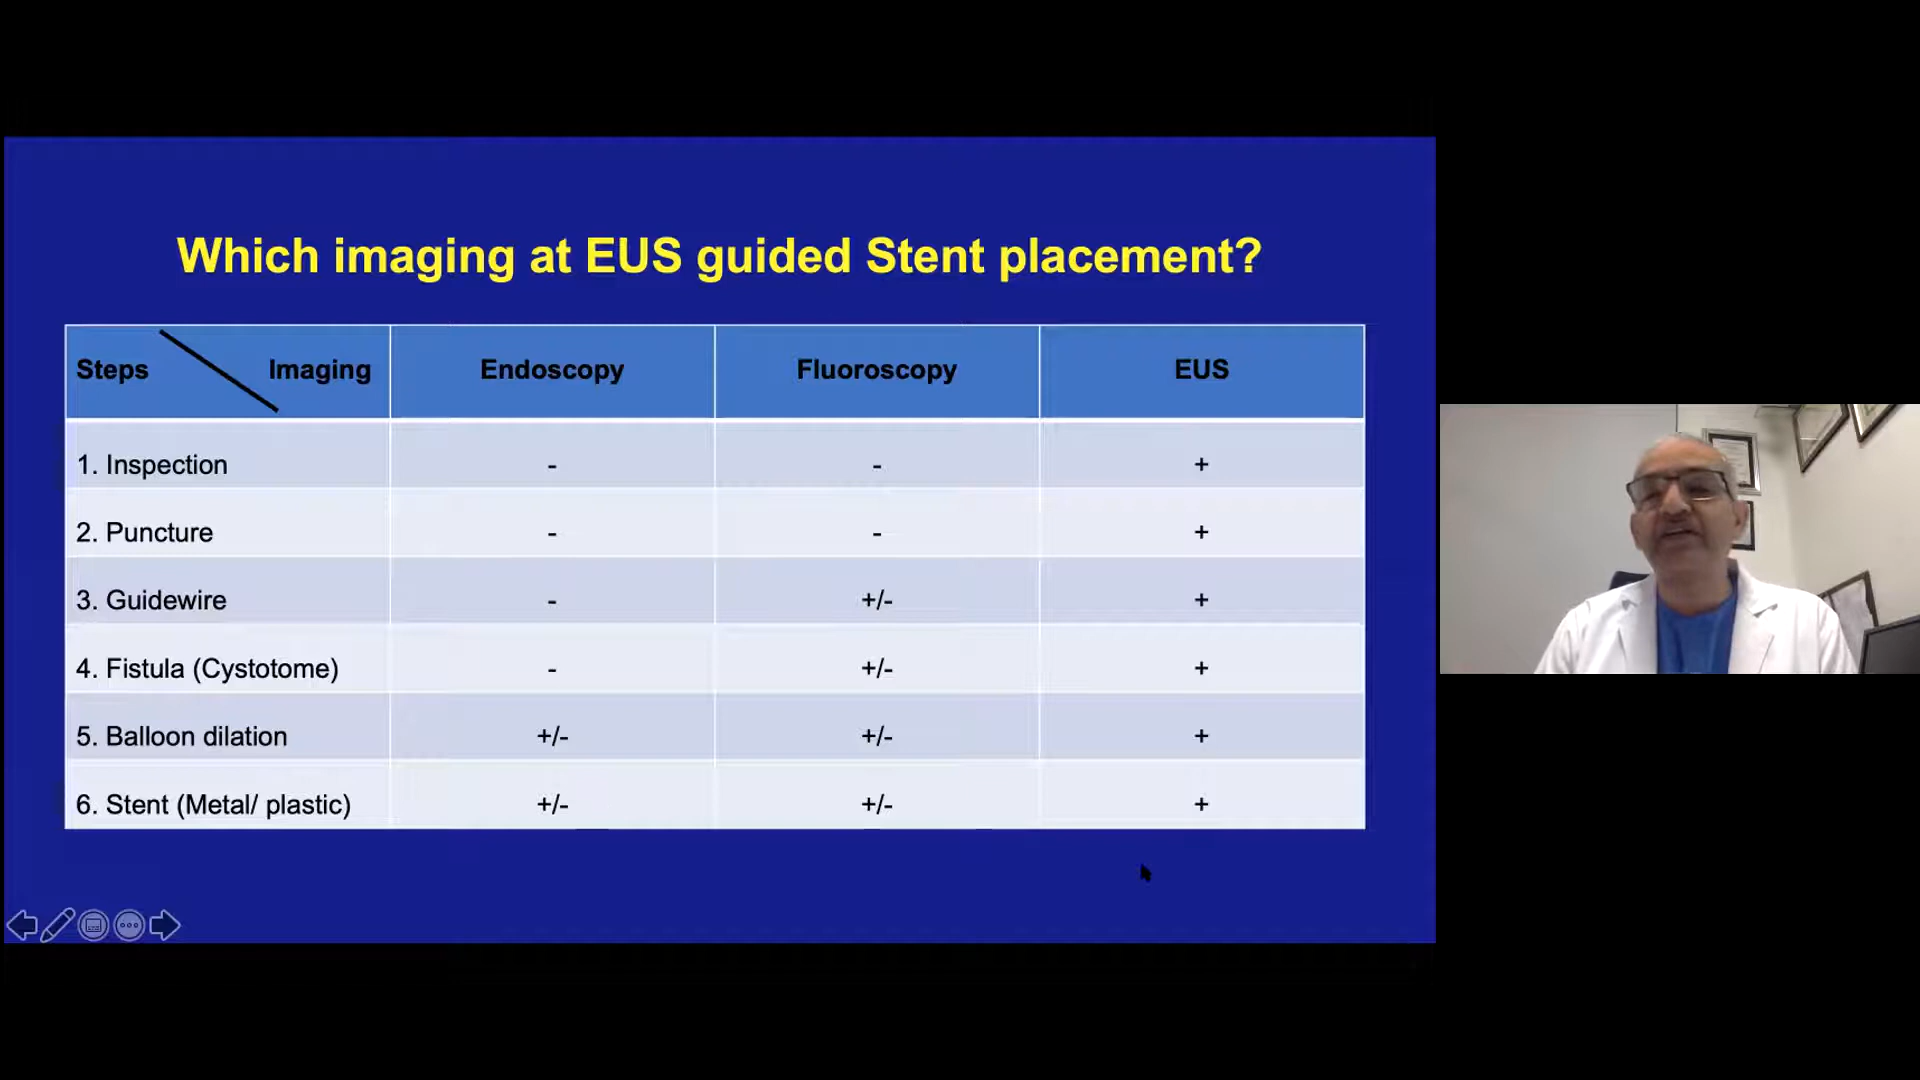 Which imaging at EUS guided Stent placement?
Steps Imaging Endoscopy Fluoroscopy EUS
1. Inspection - - +
2. Puncture - - +
3. Guidewire - +/- +
4. Fistula (Cystotome) - +/- +
5. Balloon dilation +/- +/- +
6. Stent (Metal/ plastic) +/- +/- +